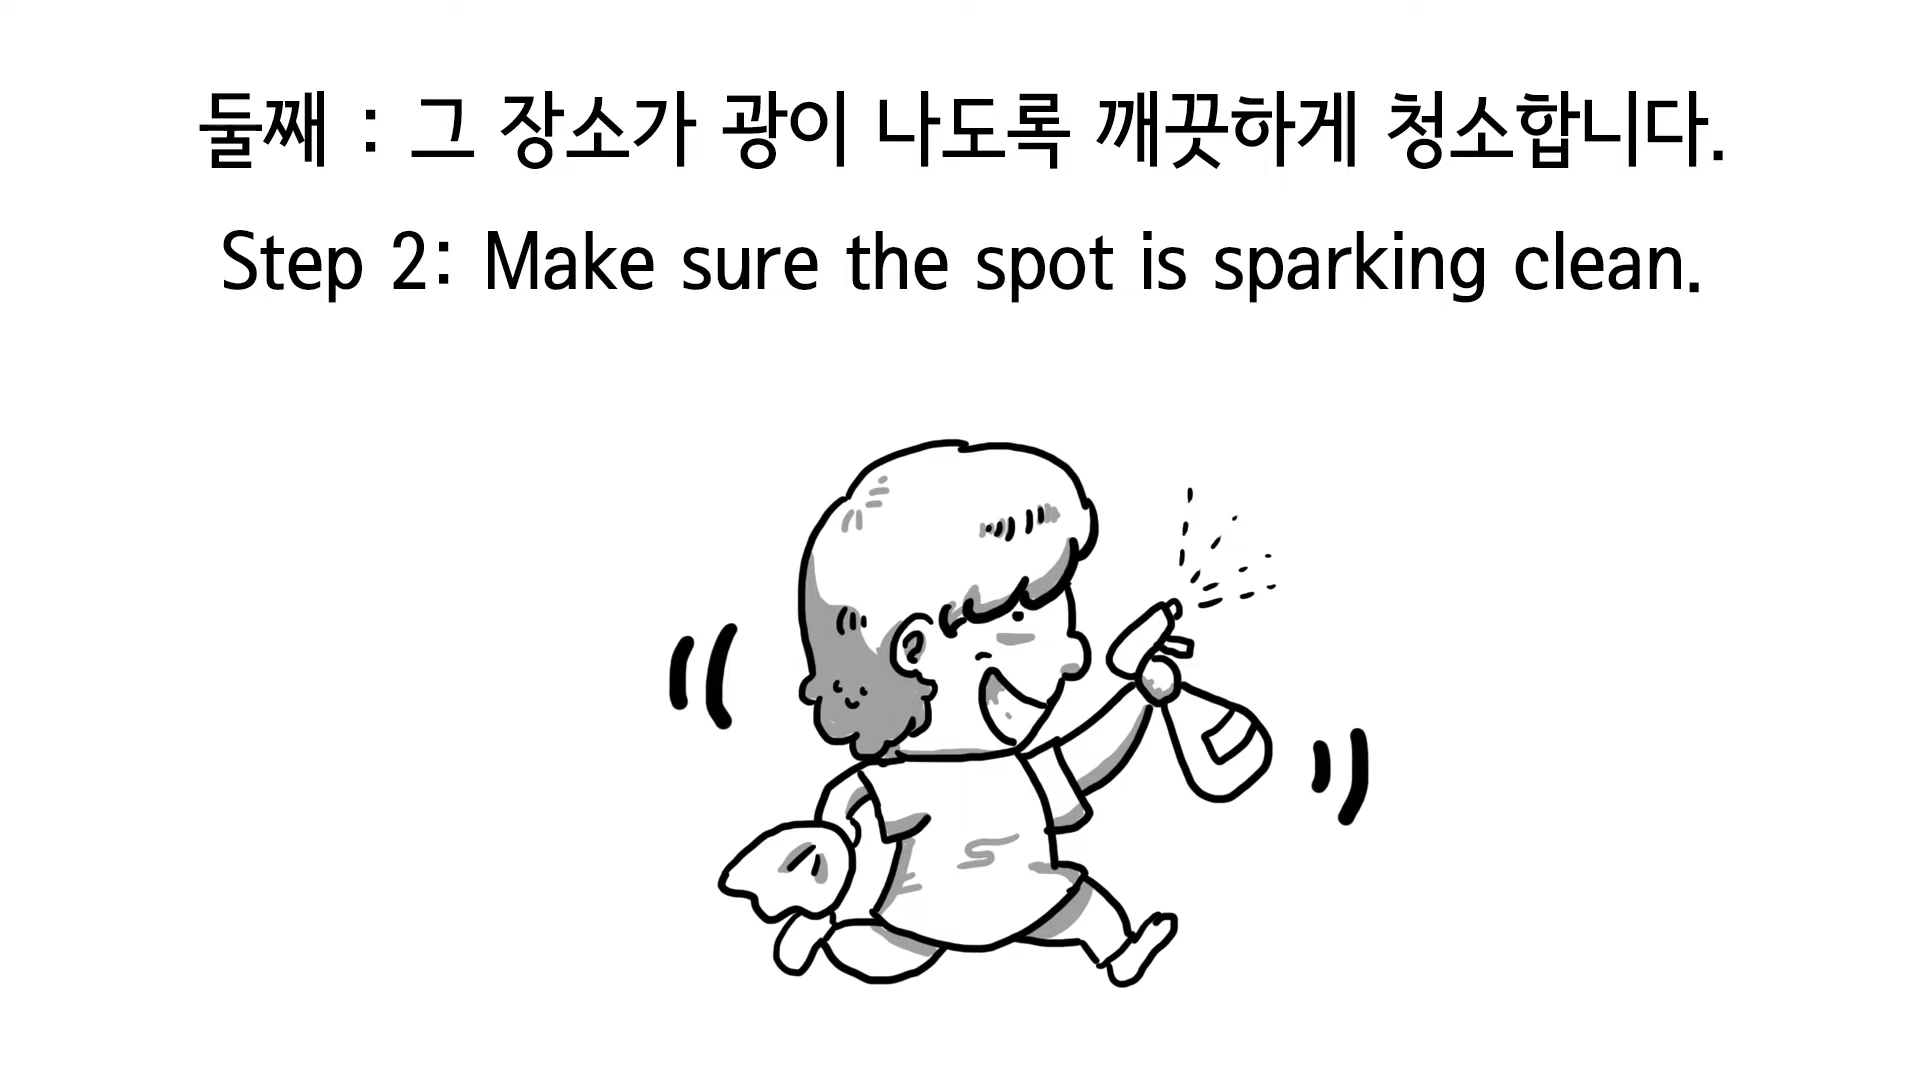 둘째 : 그 장소가 광이 나도록 깨끗하게 청소합니다.
Step 2: Make sure the spot is sparking clean.